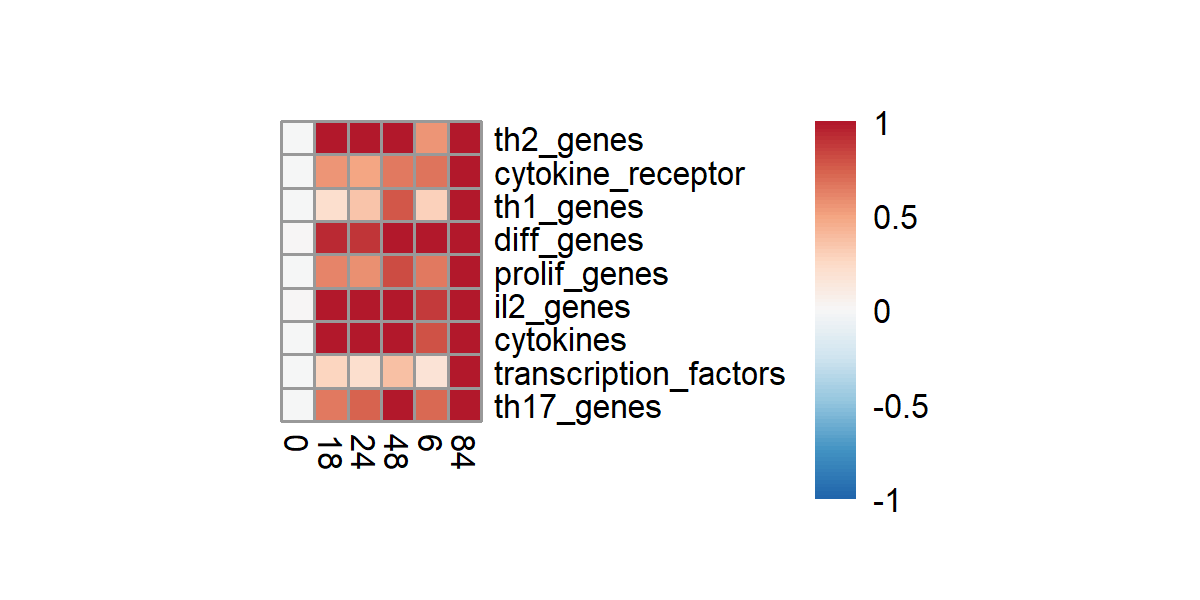 th2_genes
cytokine_receptor
th1_genes
diff_genes
prolif_genes
il2_genes
cytokines
transcription_factors
th17_genes
0
18
24
48
6
84
1
0.5
0
-0.5
-1